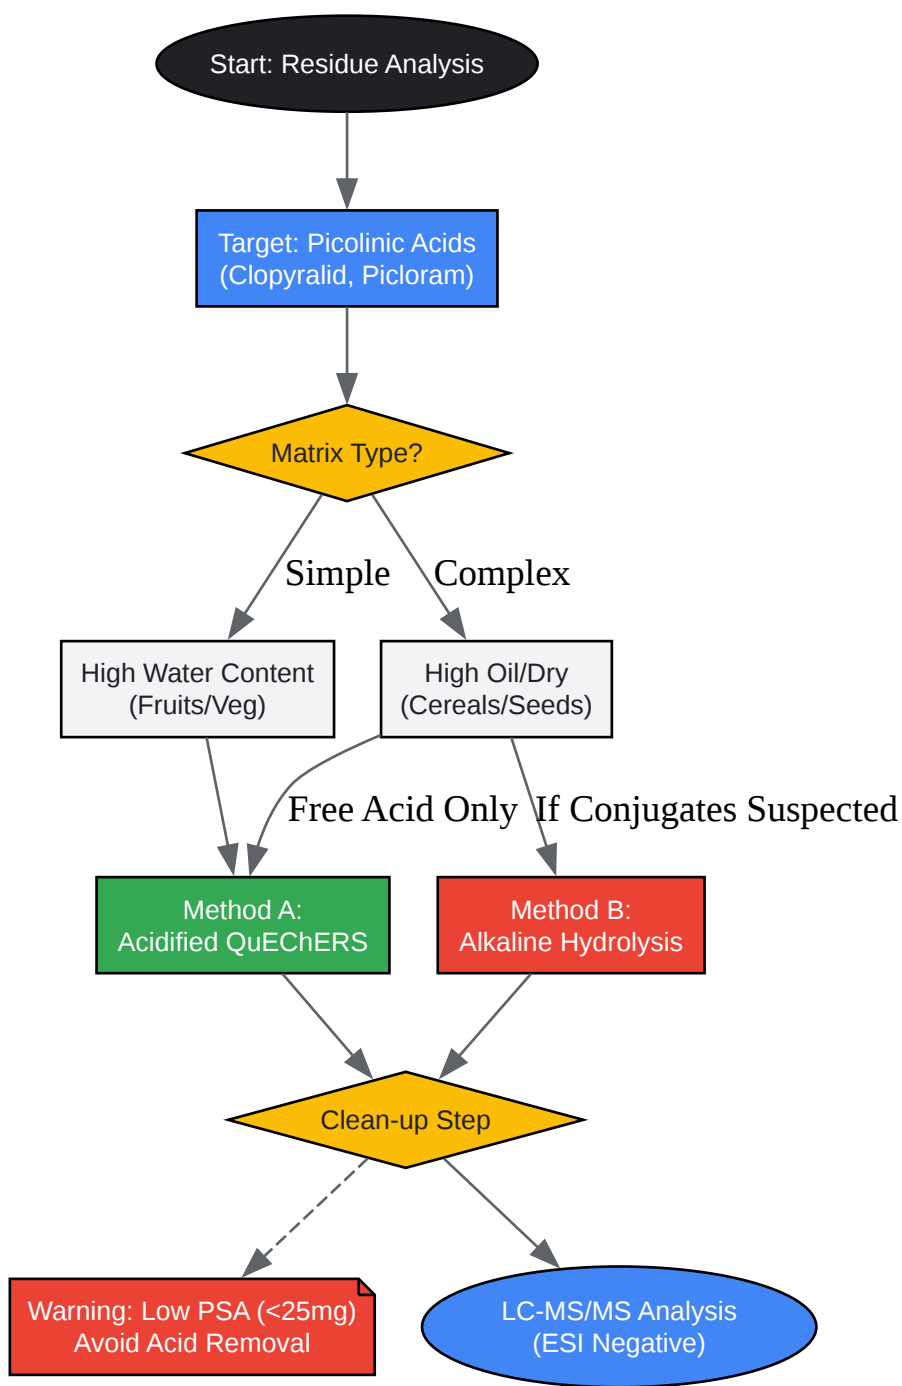 Start: Residue Analysis
Target: Picolinic Acids
(Clopyralid, Picloram)
Matrix Type?
Simple
Complex
High Water Content
(Fruits/Veg)
High Oil/Dry
(Cereals/Seeds)
Free Acid Only
If Conjugates Suspected
Method A:
Acidified QuEChERS
Method B:
Alkaline Hydrolysis
Clean-up Step
Warning: Low PSA (<25mg)
Avoid Acid Removal
LC-MS/MS Analysis
(ESI Negative)